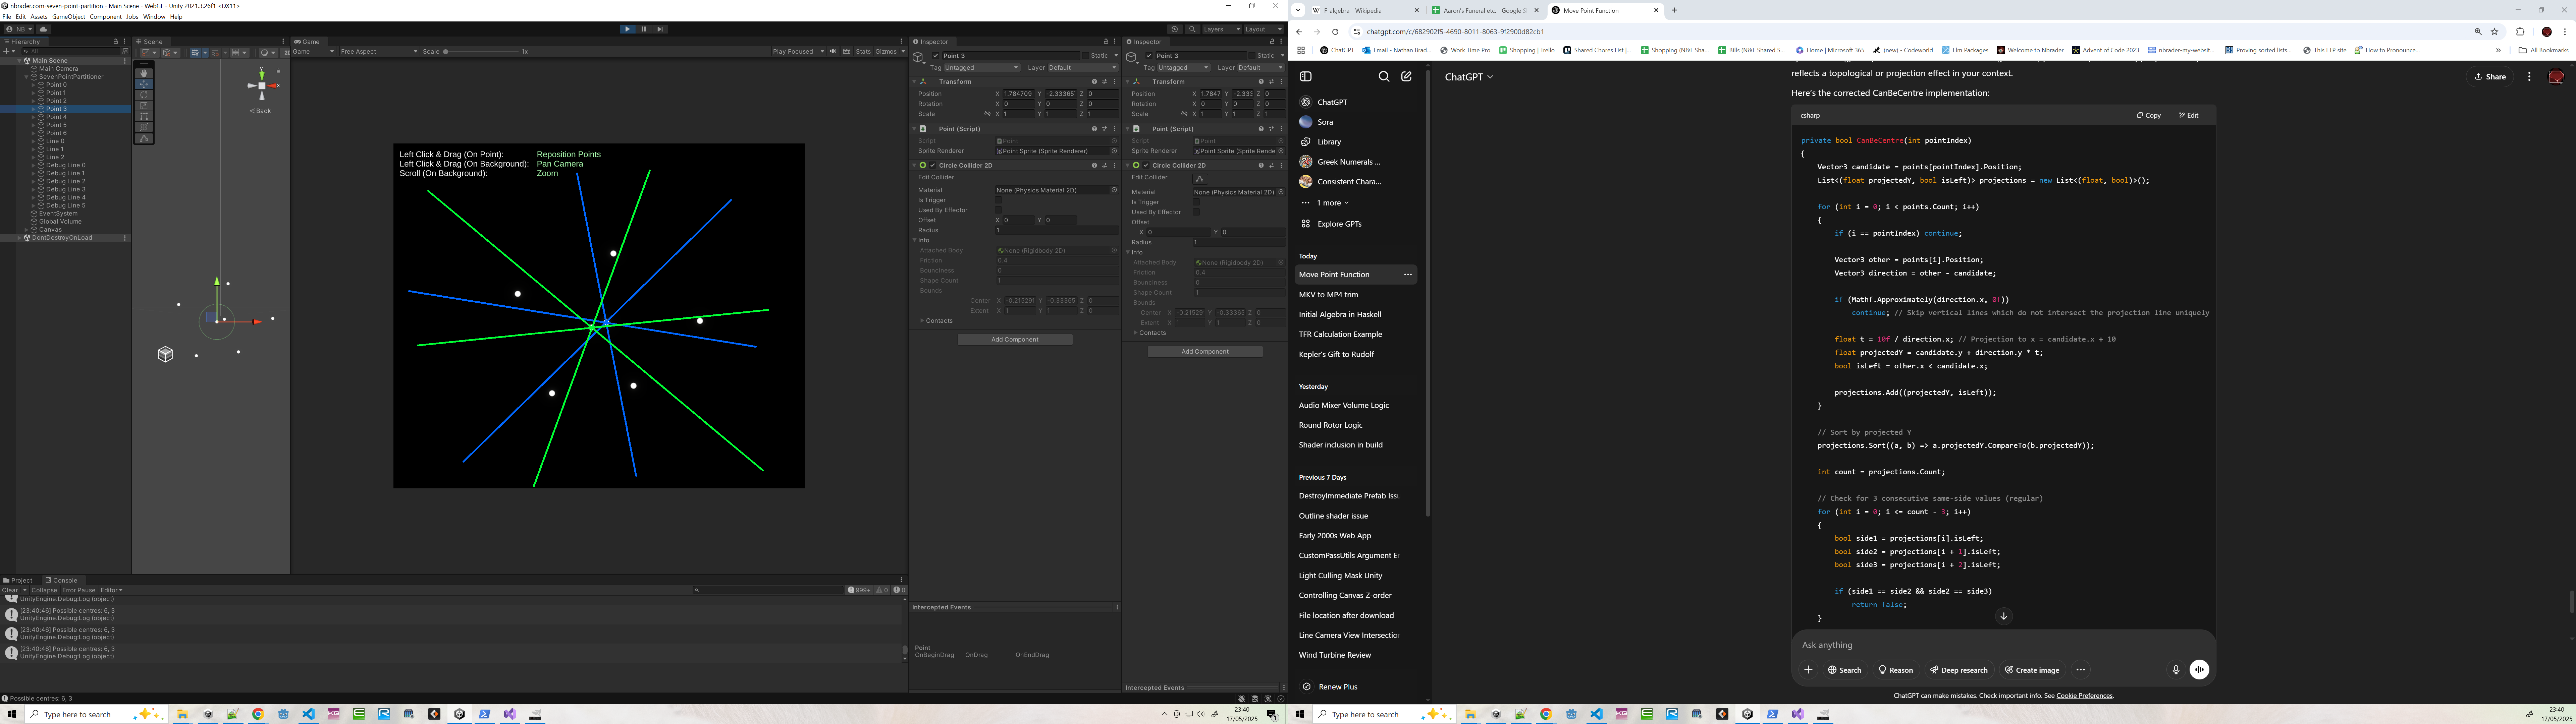 nbrader.com-seven-point-partition - Main Scene - WebGL - Unity 2021.3.26f1 <DX11>
File Edit Assets GameObject Component Jobs Window Help
NB
Layers Layout
Hierarchy
All
Main Scene
Main Camera
SevenPointPartitioner
Point 0
Point 1
Point 2
Point 3
Point 4
Point 5
Point 6
Line 0
Line 1
Line 2
Debug Line 0
Debug Line 1
Debug Line 2
Debug Line 3
Debug Line 4
Debug Line 5
EventSystem
Global Volume
Canvas
DontDestroyOnLoad
Scene
y
x
Back
Game
Game Free Aspect Scale 1x Play Focused Stats Gizmos
Left Click & Drag (On Point): Reposition Points
Left Click & Drag (On Background): Pan Camera
Scroll (On Background): Zoom
Inspector
Point 3 Static
Tag Untagged Layer Default
Transform
Position X 1.784709 Y -2.33365 Z 0
Rotation X 0 Y 0 Z 0
Scale X 1 Y 1 Z 1
Point (Script)
Script Point
Sprite Renderer Point Sprite (Sprite Renderer)
Circle Collider 2D
Edit Collider
Material None (Physics Material 2D)
Is Trigger
Used By Effector
Offset X 0 Y 0
Radius 1
Info
Attached Body None (Rigidbody 2D)
Friction 0.4
Bounciness 0
Shape Count 1
Bounds
Center X -0.215291 Y -0.33365 Z 0
Extent X 1 Y 1 Z 0
Contacts
Add Component
Intercepted Events
Point
OnBeginDrag OnDrag OnEndDrag
Inspector
Point 3 Static
Tag Untagged Layer Default
Transform
Position X 1.7847 Y -2.33 Z 0
Rotation X 0 Y 0 Z 0
Scale X 1 Y 1 Z 1
Point (Script)
Script Point
Sprite Renderer Point Sprite (Sprite Rende
Circle Collider 2D
Edit Collider
Material None (Physics Material 2D)
Is Trigger
Used By Effector
Offset
X 0 Y 0
Radius 1
Info
Attached Body None (Rigidbody 2D)
Friction 0.4
Bounciness 0
Shape Count 1
Bounds
Center X -0.21529 Y -0.33365 Z 0
Extent X 1 Y 1 Z 0
Contacts
Add Component
Intercepted Events
Project Console
Clear Collapse Error Pause Editor 999+ 0 0
UnityEngine.Debug:Log (object)
[23:40:46] Possible centres: 6, 3
UnityEngine.Debug:Log (object)
[23:40:46] Possible centres: 6, 3
UnityEngine.Debug:Log (object)
[23:40:46] Possible centres: 6, 3
UnityEngine.Debug:Log (object)
Possible centres: 6, 3
Type here to search
23:40
17/05/2025
F-algebra - Wikipedia
Aaron's Funeral etc. - Google S
Move Point Function
chatgpt.com/c/682902f5-4690-8011-8063-9f2900d82cb1
ChatGPT Email - Nathan Brad... Work Time Pro Shopping | Trello Shared Chores List |... Shopping (N&L Sha... Bills (N&L Shared S... Home | Microsoft 365 (new) - Codeworld Elm Packages Welcome to Nbrader Advent of Code 2023 nbrader-my-websit... Proving sorted lists... This FTP site How to Pronounce... All Bookmarks
ChatGPT
Sora
Library
Greek Numerals ...
Consistent Chara...
1 more
Explore GPTs
Today
Move Point Function
MKV to MP4 trim
Initial Algebra in Haskell
TFR Calculation Example
Kepler's Gift to Rudolf
Yesterday
Audio Mixer Volume Logic
Round Rotor Logic
Shader inclusion in build
Previous 7 Days
DestroyImmediate Prefab Issu
Outline shader issue
Early 2000s Web App
CustomPassUtils Argument E
Light Culling Mask Unity
Controlling Canvas Z-order
File location after download
Line Camera View Intersection
Wind Turbine Review
Renew Plus
ChatGPT
Share
reflects a topological or projection effect in your context.
Here's the corrected CanBeCentre implementation:
csharp Copy Edit
private bool CanBeCentre(int pointIndex)
{
Vector3 candidate = points[pointIndex].Position;
List<(float projectedY, bool isLeft)> projections = new List<(float, bool)>();
for (int i = 0; i < points.Count; i++)
{
if (i == pointIndex) continue;
Vector3 other = points[i].Position;
Vector3 direction = other - candidate;
if (Mathf.Approximately(direction.x, 0f))
continue; // Skip vertical lines which do not intersect the projection line uniquely
float t = 10f / direction.x; // Projection to x = candidate.x + 10
float projectedY = candidate.y + direction.y * t;
bool isLeft = other.x < candidate.x;
projections.Add((projectedY, isLeft));
}
// Sort by projected Y
projections.Sort((a, b) => a.projectedY.CompareTo(b.projectedY));
int count = projections.Count;
// Check for 3 consecutive same-side values (regular)
for (int i = 0; i <= count - 3; i++)
{
bool side1 = projections[i].isLeft;
bool side2 = projections[i + 1].isLeft;
bool side3 = projections[i + 2].isLeft;
if (side1 == side2 && side2 == side3)
return false;
}
Ask anything
Search Reason Deep research Create image
ChatGPT can make mistakes. Check important info. See Cookie Preferences.
Type here to search
23:40
17/05/2025